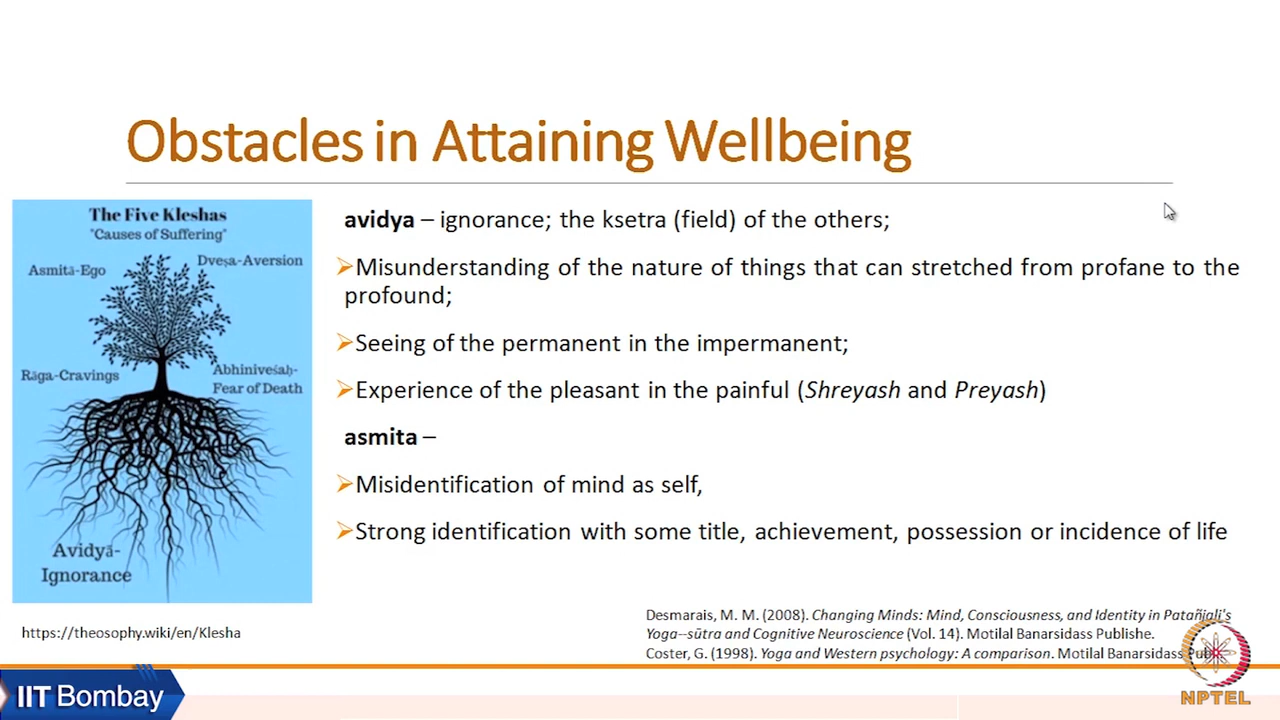 Obstacles in Attaining Wellbeing
The Five Kleshas
"Causes of Suffering"
Asmitā-Ego
Dveṣa-Aversion
Rāga-Cravings
Abhiniveśaḥ-
Fear of Death
Avidyā-
Ignorance
https://theosophy.wiki/en/Klesha
avidya – ignorance; the ksetra (field) of the others;
➢Misunderstanding of the nature of things that can stretched from profane to the
profound;
➢Seeing of the permanent in the impermanent;
➢Experience of the pleasant in the painful (Shreyash and Preyash)
asmita –
➢Misidentification of mind as self,
➢Strong identification with some title, achievement, possession or incidence of life
Desmarais, M. M. (2008). Changing Minds: Mind, Consciousness, and Identity in Patañjali's
Yoga--sūtra and Cognitive Neuroscience (Vol. 14). Motilal Banarsidass Publishe.
Coster, G. (1998). Yoga and Western psychology: A comparison. Motilal Banarsidass
IIT Bombay
NPTEL